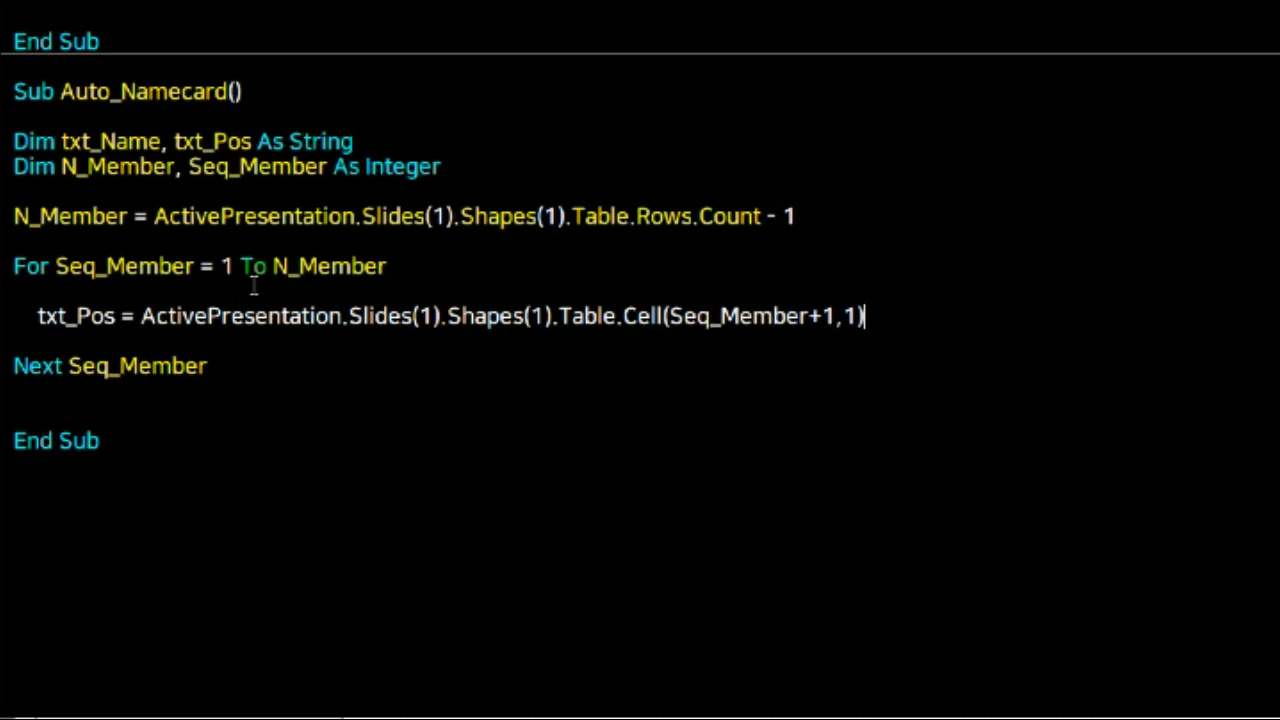 End Sub
Sub Auto_Namecard()
Dim txt_Name, txt_Pos As String
Dim N_Member, Seq_Member As Integer
N_Member = ActivePresentation.Slides(1).Shapes(1).Table.Rows.Count - 1
For Seq_Member = 1 To N_Member
txt_Pos = ActivePresentation.Slides(1).Shapes(1).Table.Cell(Seq_Member+1,1)
Next Seq_Member
End Sub